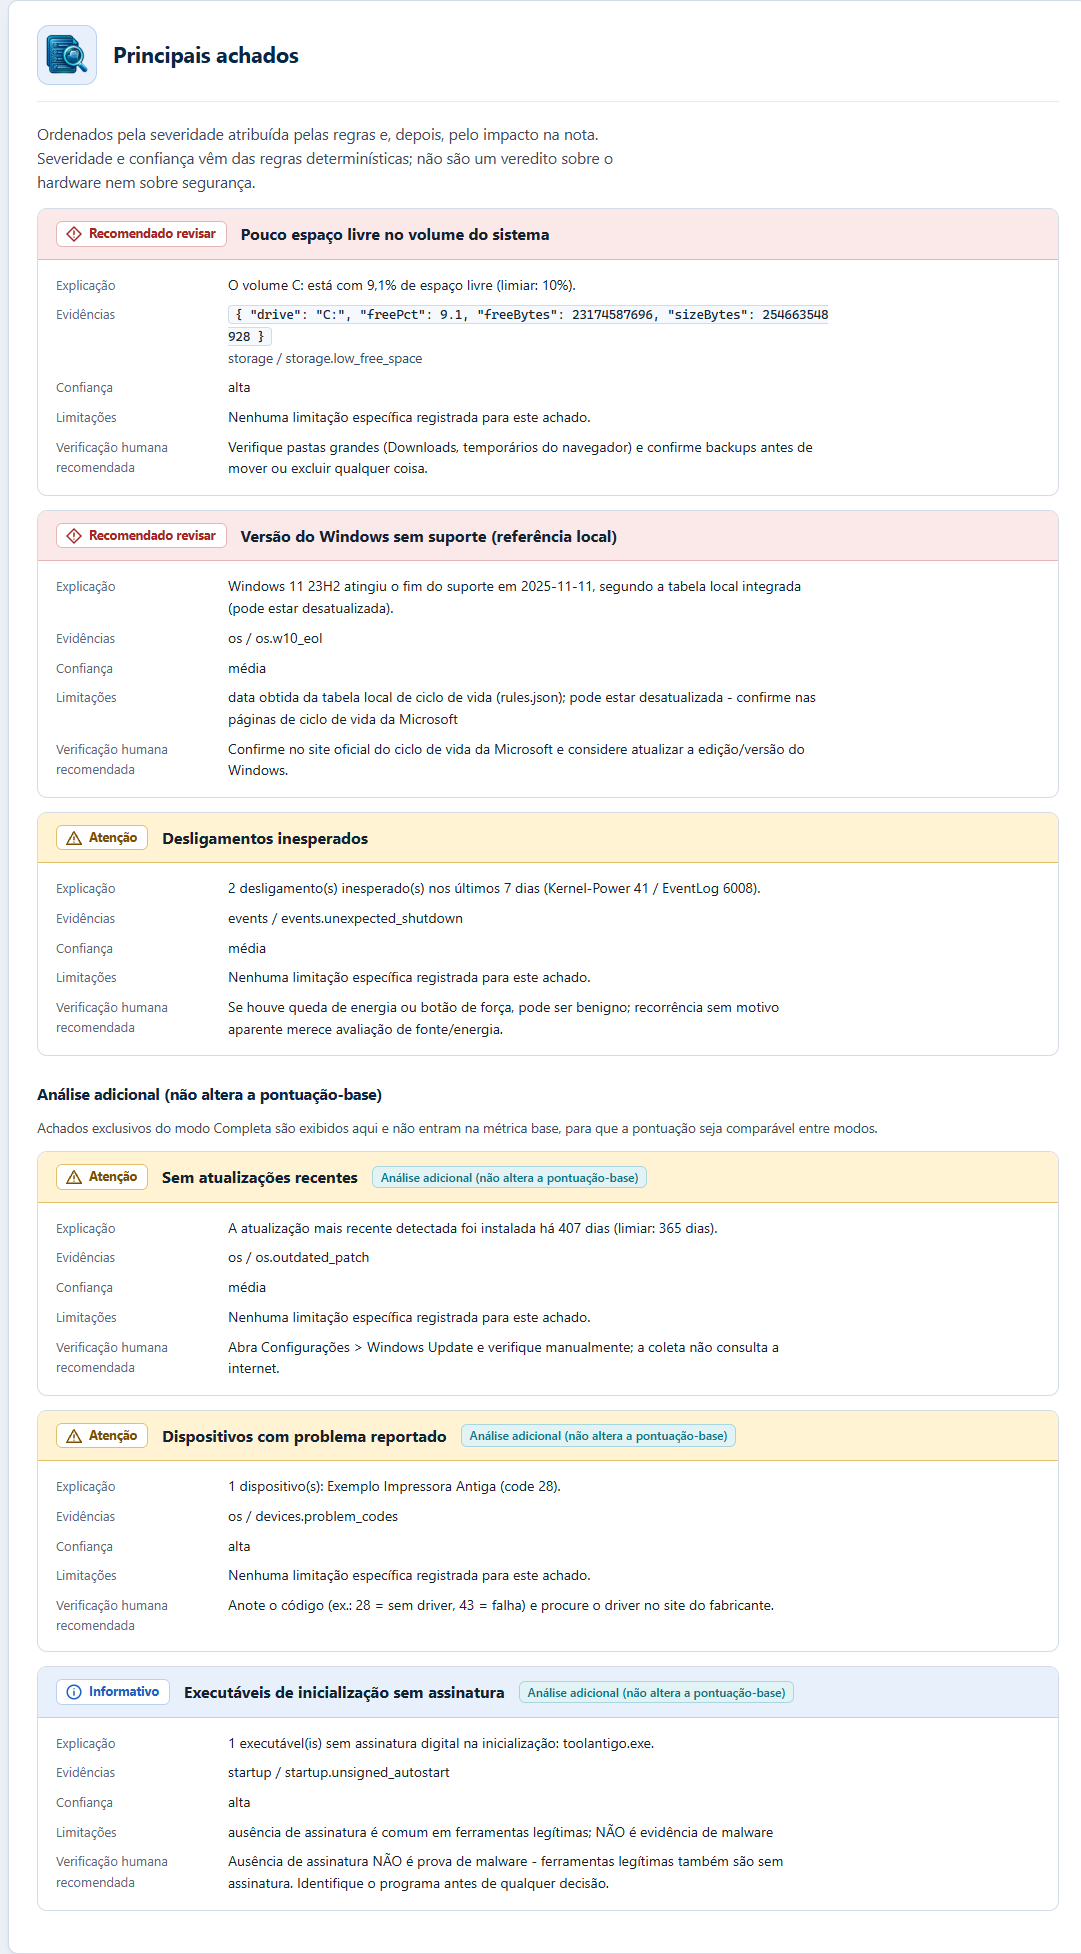 Principais achados
Ordenados pela severidade atribuída pelas regras e, depois, pelo impacto na nota.
Severidade e confiança vêm das regras determinísticas; não são um veredito sobre o
hardware nem sobre segurança.
Recomendado revisar Pouco espaço livre no volume do sistema
Explicação O volume C: está com 9,1% de espaço livre (limiar: 10%).
Evidências { "drive": "C:", "freePct": 9.1, "freeBytes": 23174587696, "sizeBytes": 254663548
928 }
storage / storage.low_free_space
Confiança alta
Limitações Nenhuma limitação específica registrada para este achado.
Verificação humana recomendada Verifique pastas grandes (Downloads, temporários do navegador) e confirme backups antes de
mover ou excluir qualquer coisa.
Recomendado revisar Versão do Windows sem suporte (referência local)
Explicação Windows 11 23H2 atingiu o fim do suporte em 2025-11-11, segundo a tabela local integrada
(pode estar desatualizada).
Evidências os / os.w10_eol
Confiança média
Limitações data obtida da tabela local de ciclo de vida (rules.json); pode estar desatualizada - confirme nas
páginas de ciclo de vida da Microsoft
Verificação humana recomendada Confirme no site oficial do ciclo de vida da Microsoft e considere atualizar a edição/versão do
Windows.
Atenção Desligamentos inesperados
Explicação 2 desligamento(s) inesperado(s) nos últimos 7 dias (Kernel-Power 41 / EventLog 6008).
Evidências events / events.unexpected_shutdown
Confiança média
Limitações Nenhuma limitação específica registrada para este achado.
Verificação humana recomendada Se houve queda de energia ou botão de força, pode ser benigno; recorrência sem motivo
aparente merece avaliação de fonte/energia.
Análise adicional (não altera a pontuação-base)
Achados exclusivos do modo Completa são exibidos aqui e não entram na métrica base, para que a pontuação seja comparável entre modos.
Atenção Sem atualizações recentes Análise adicional (não altera a pontuação-base)
Explicação A atualização mais recente detectada foi instalada há 407 dias (limiar: 365 dias).
Evidências os / os.outdated_patch
Confiança média
Limitações Nenhuma limitação específica registrada para este achado.
Verificação humana recomendada Abra Configurações > Windows Update e verifique manualmente; a coleta não consulta a
internet.
Atenção Dispositivos com problema reportado Análise adicional (não altera a pontuação-base)
Explicação 1 dispositivo(s): Exemplo Impressora Antiga (code 28).
Evidências os / devices.problem_codes
Confiança alta
Limitações Nenhuma limitação específica registrada para este achado.
Verificação humana recomendada Anote o código (ex.: 28 = sem driver, 43 = falha) e procure o driver no site do fabricante.
Informativo Executáveis de inicialização sem assinatura Análise adicional (não altera a pontuação-base)
Explicação 1 executável(is) sem assinatura digital na inicialização: toolantigo.exe.
Evidências startup / startup.unsigned_autostart
Confiança alta
Limitações ausência de assinatura é comum em ferramentas legítimas; NÃO é evidência de malware
Verificação humana recomendada Ausência de assinatura NÃO é prova de malware - ferramentas legítimas também são sem
assinatura. Identifique o programa antes de qualquer decisão.